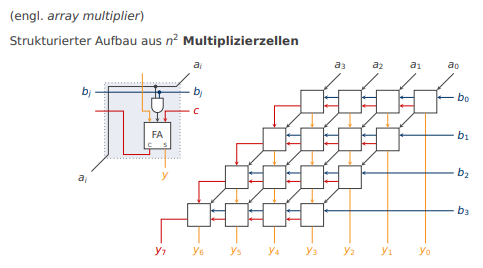 (engl. array multiplier)
Strukturierter Aufbau aus n² Multiplizierzellen
aᵢ
a₃ a₂ a₁ a₀
bⱼ bⱼ
b₀
c
FA
b₁
C S
aᵢ
y
b₂
b₃
y₇ y₆ y₅ y₄ y₃ y₂ y₁ y₀